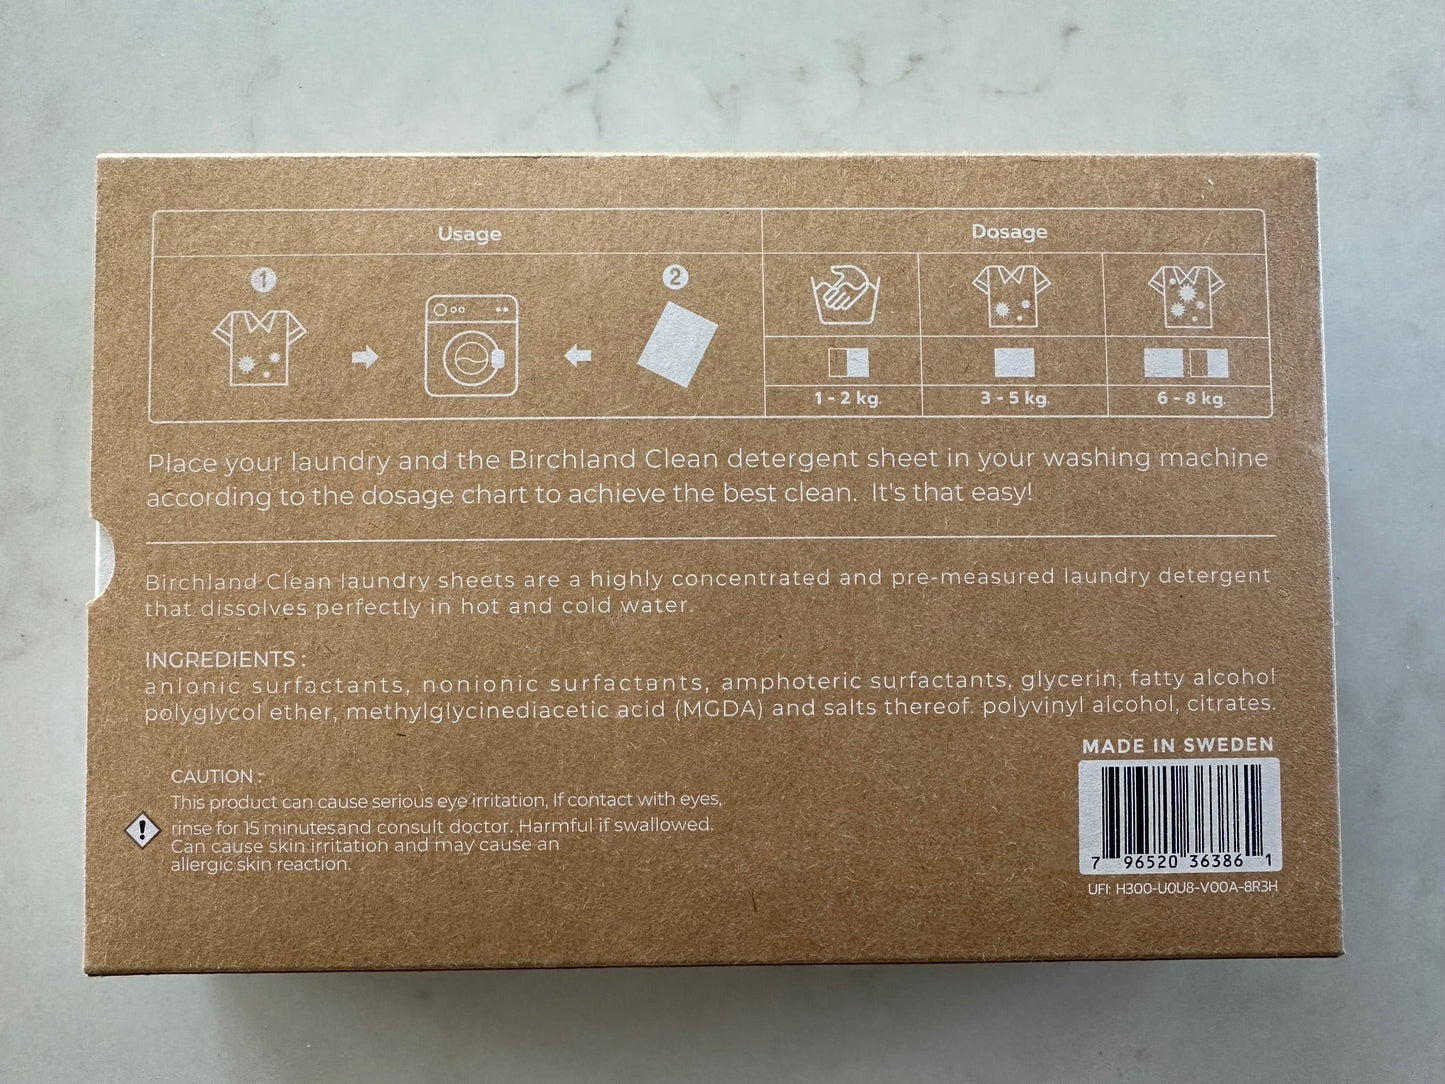 Usage
Dosage
1
2
1 - 2 kg.
3 - 5 kg.
6 - 8 kg.
Place your laundry and the Birchland Clean detergent sheet in your washing machine
according to the dosage chart to achieve the best clean. It's that easy!
Birchland Clean laundry sheets are a highly concentrated and pre-measured laundry detergent
that dissolves perfectly in hot and cold water.
INGREDIENTS :
anionic surfactants, nonionic surfactants, amphoteric surfactants, glycerin, fatty alcohol
polyglycol ether, methylglycinediacetic acid (MGDA) and salts thereof. polyvinyl alcohol, citrates.
MADE IN SWEDEN
CAUTION :
This product can cause serious eye irritation, If contact with eyes,
rinse for 15 minutes and consult doctor. Harmful if swallowed.
Can cause skin irritation and may cause an
allergic skin reaction.
!
7 96520 36386 1
UFI: H300-U0U8-V00A-8R3H